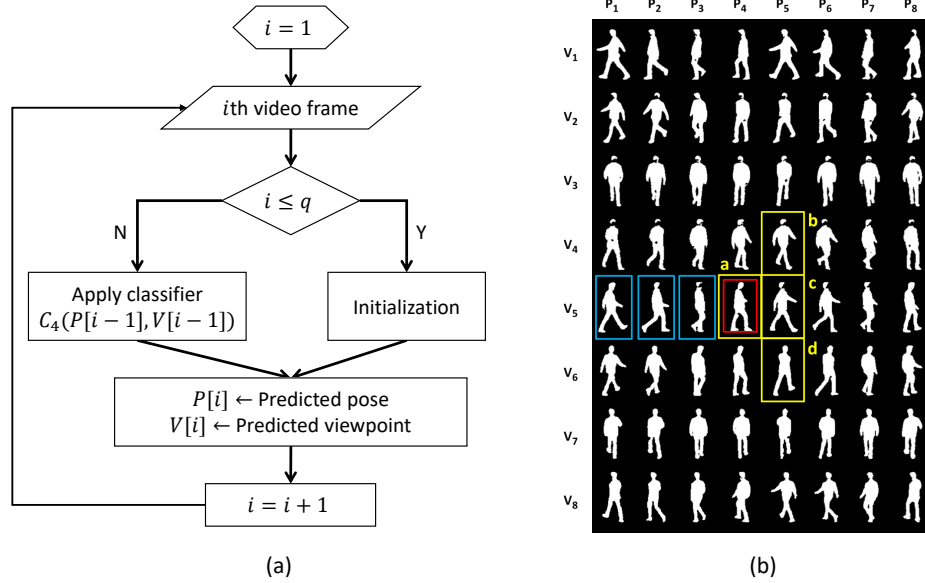 i = 1
ith video frame
i ≤ q
N
Y
Apply classifier
C₄(P[i − 1], V[i − 1])
Initialization
P[i] ← Predicted pose
V[i] ← Predicted viewpoint
i = i + 1
(a)
P₁ P₂ P₃ P₄ P₅ P₆ P₇ P₈
V₁
V₂
V₃
V₄
b
a
c
V₅
d
V₆
V₇
V₈
(b)